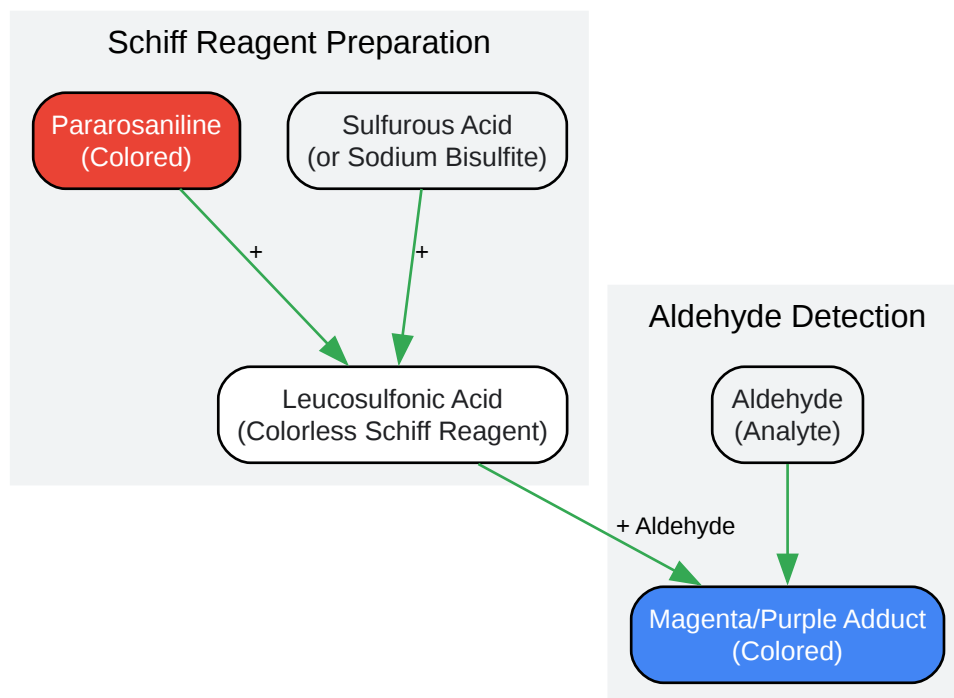 Schiff Reagent Preparation
Pararosaniline
(Colored)
Sulfurous Acid
(or Sodium Bisulfite)
+
+
Leucosulfonic Acid
(Colorless Schiff Reagent)
Aldehyde Detection
Aldehyde
(Analyte)
+ Aldehyde
Magenta/Purple Adduct
(Colored)